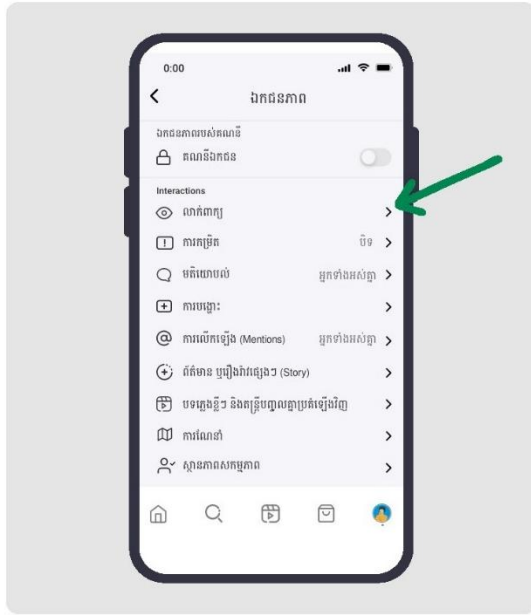 0:00
ឯកជនភាព
ឯកជនភាពរបស់គណនី
គណនីឯកជន
Interactions
លាក់ពាក្យ
ការកម្រិត បិទ
មតិយោបល់ អ្នកទាំងអស់គ្នា
ការបង្ហោះ
ការលើកឡើង (Mentions) អ្នកទាំងអស់គ្នា
ព័ត៌មាន ឬរឿងរ៉ាវផ្សេងៗ (Story)
បទភ្លេងខ្លីៗ និងតន្ត្រីបញ្ចូលគ្នាប្រគំឡើងវិញ
ការណែនាំ
ស្ថានភាពសកម្មភាព